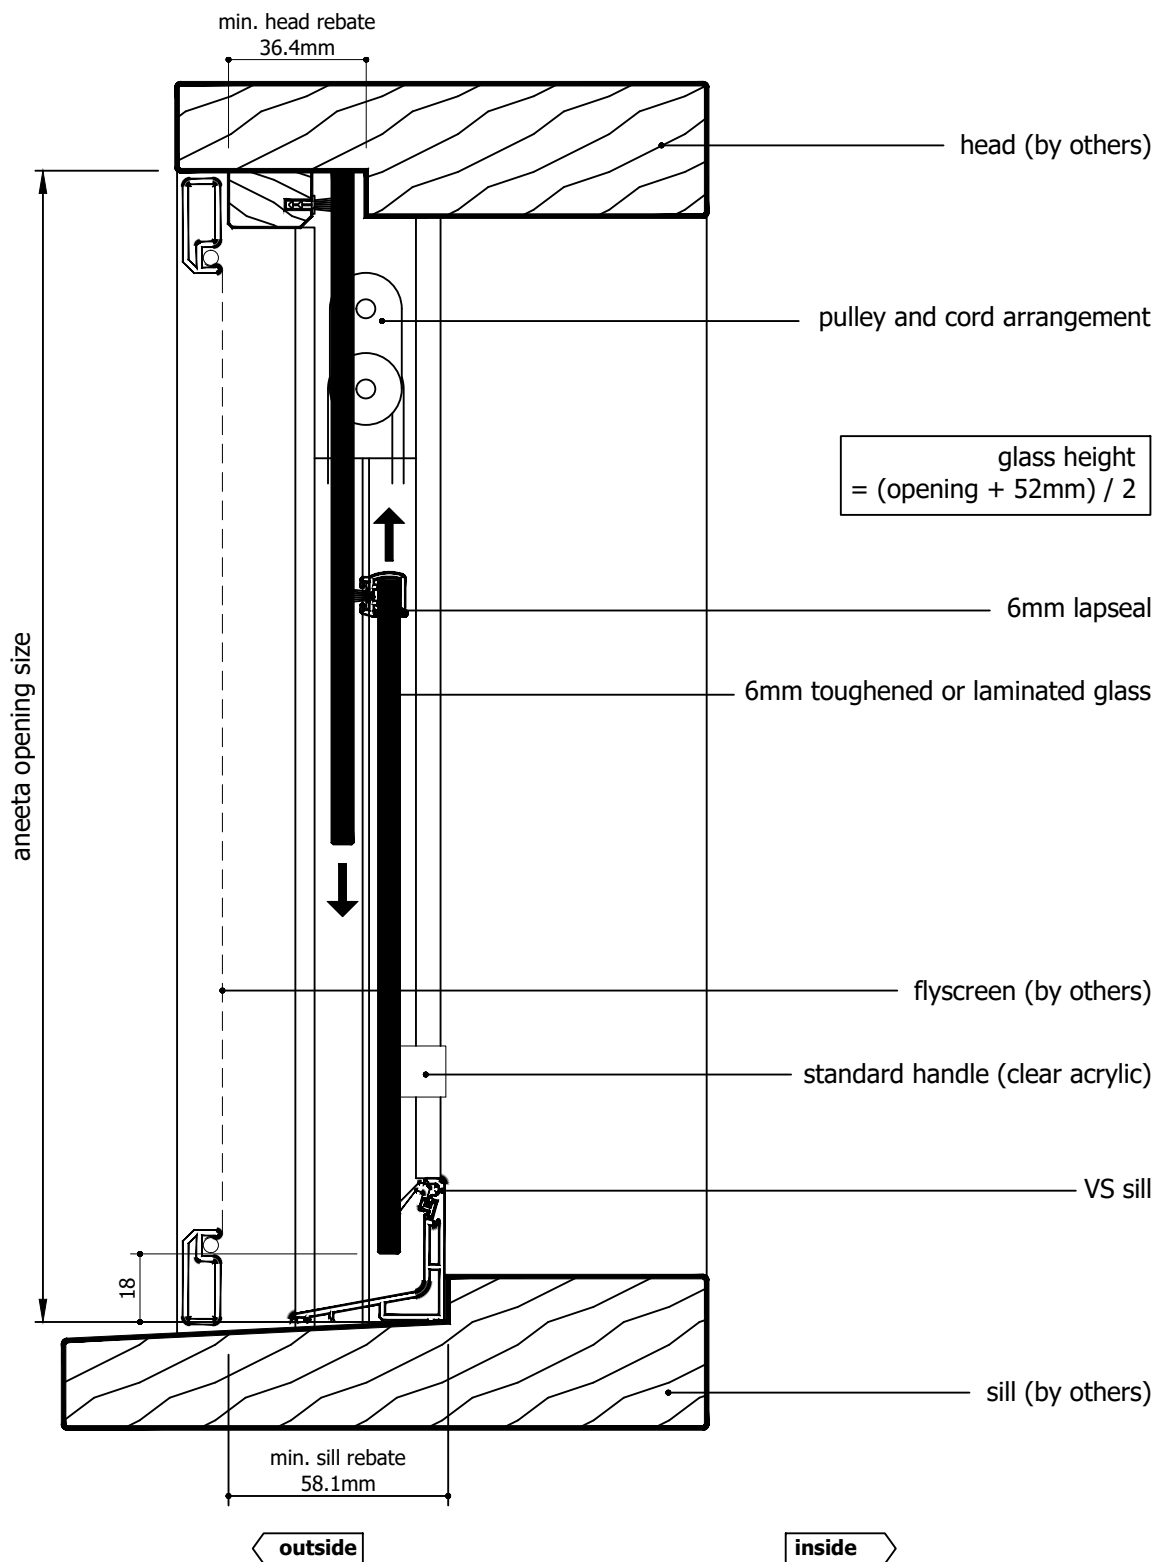 min. head rebate
36.4mm
head (by others)
pulley and cord arrangement
glass height
= (opening + 52mm) / 2
6mm lapseal
6mm toughened or laminated glass
aneeta opening size
flyscreen (by others)
standard handle (clear acrylic)
VS sill
18
sill (by others)
min. sill rebate
58.1mm
outside
inside